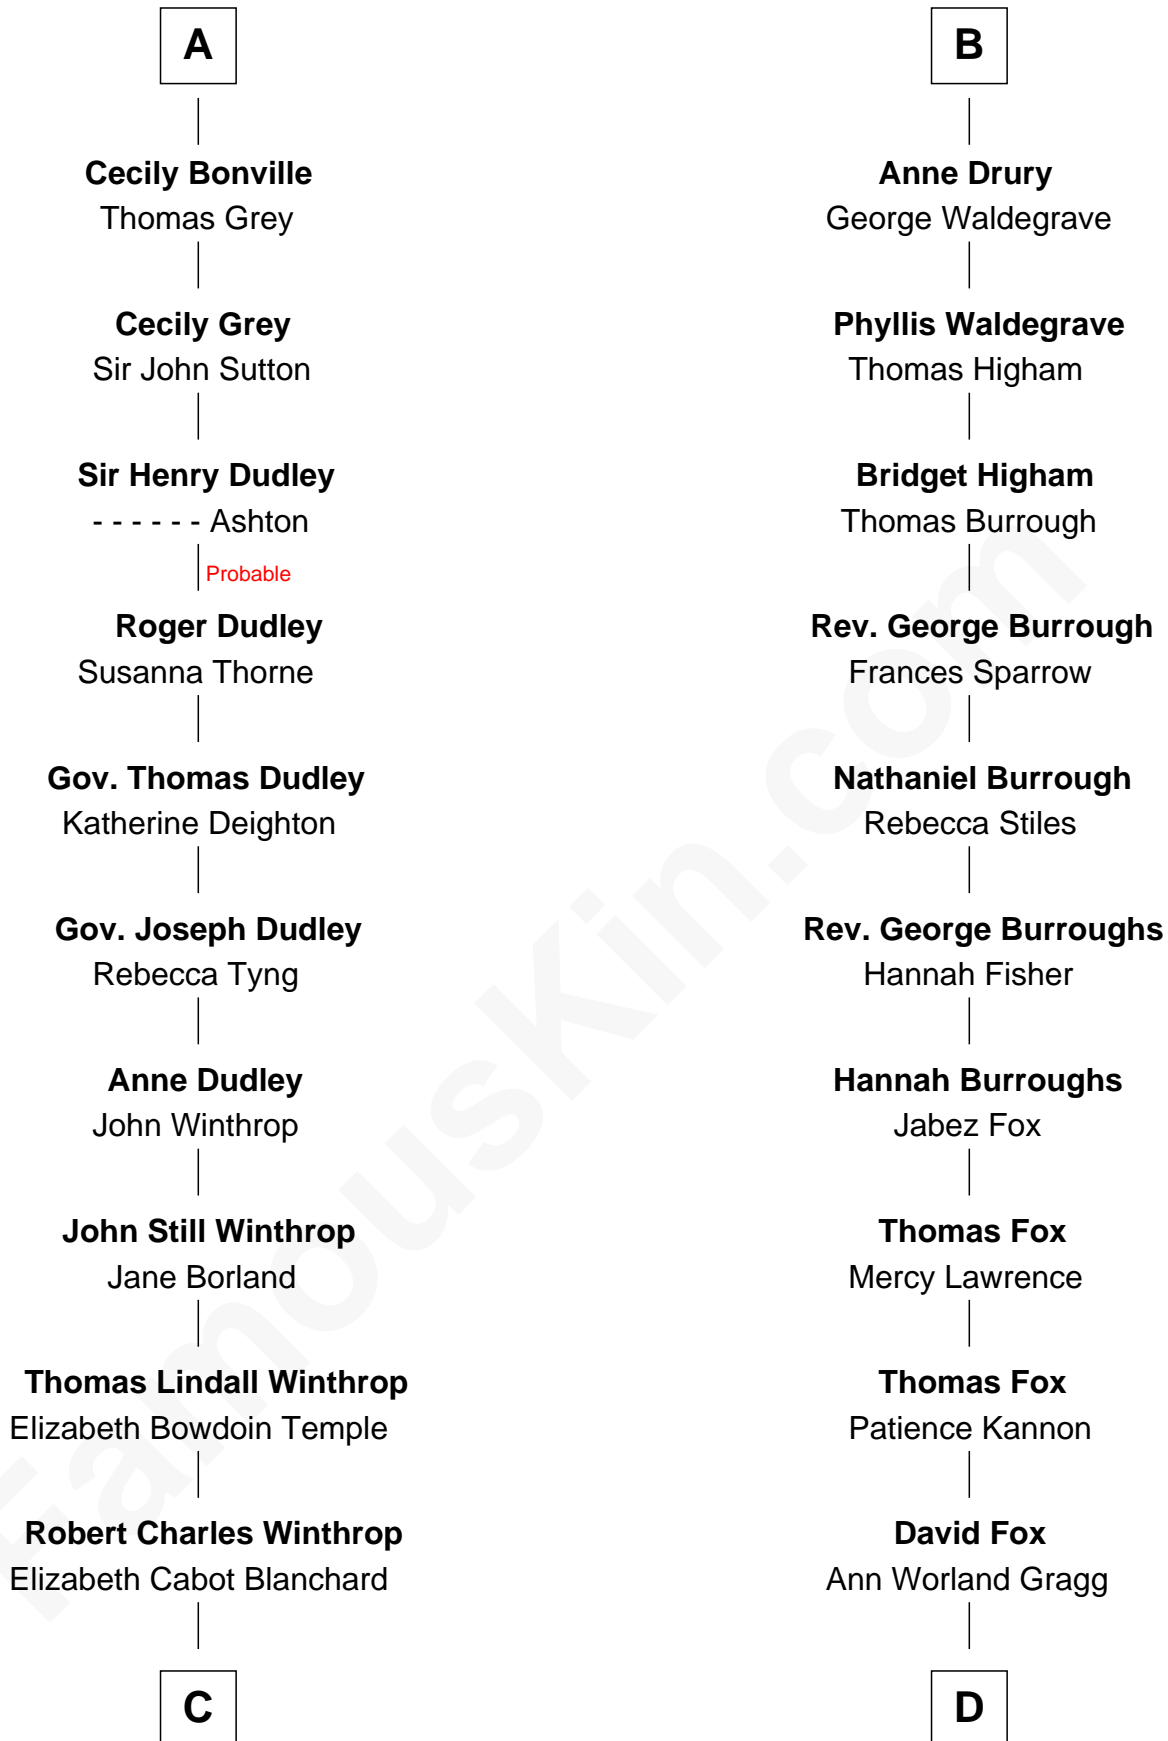 A
Cecily Bonville
Thomas Grey
Cecily Grey
Sir John Sutton
Sir Henry Dudley
- - - - - - Ashton
Probable
Roger Dudley
Susanna Thorne
Gov. Thomas Dudley
Katherine Deighton
Gov. Joseph Dudley
Rebecca Tyng
Anne Dudley
John Winthrop
John Still Winthrop
Jane Borland
Thomas Lindall Winthrop
Elizabeth Bowdoin Temple
Robert Charles Winthrop
Elizabeth Cabot Blanchard
C
B
Anne Drury
George Waldegrave
Phyllis Waldegrave
Thomas Higham
Bridget Higham
Thomas Burrough
Rev. George Burrough
Frances Sparrow
Nathaniel Burrough
Rebecca Stiles
Rev. George Burroughs
Hannah Fisher
Hannah Burroughs
Jabez Fox
Thomas Fox
Mercy Lawrence
Thomas Fox
Patience Kannon
David Fox
Ann Worland Gragg
D
FamousKin.com